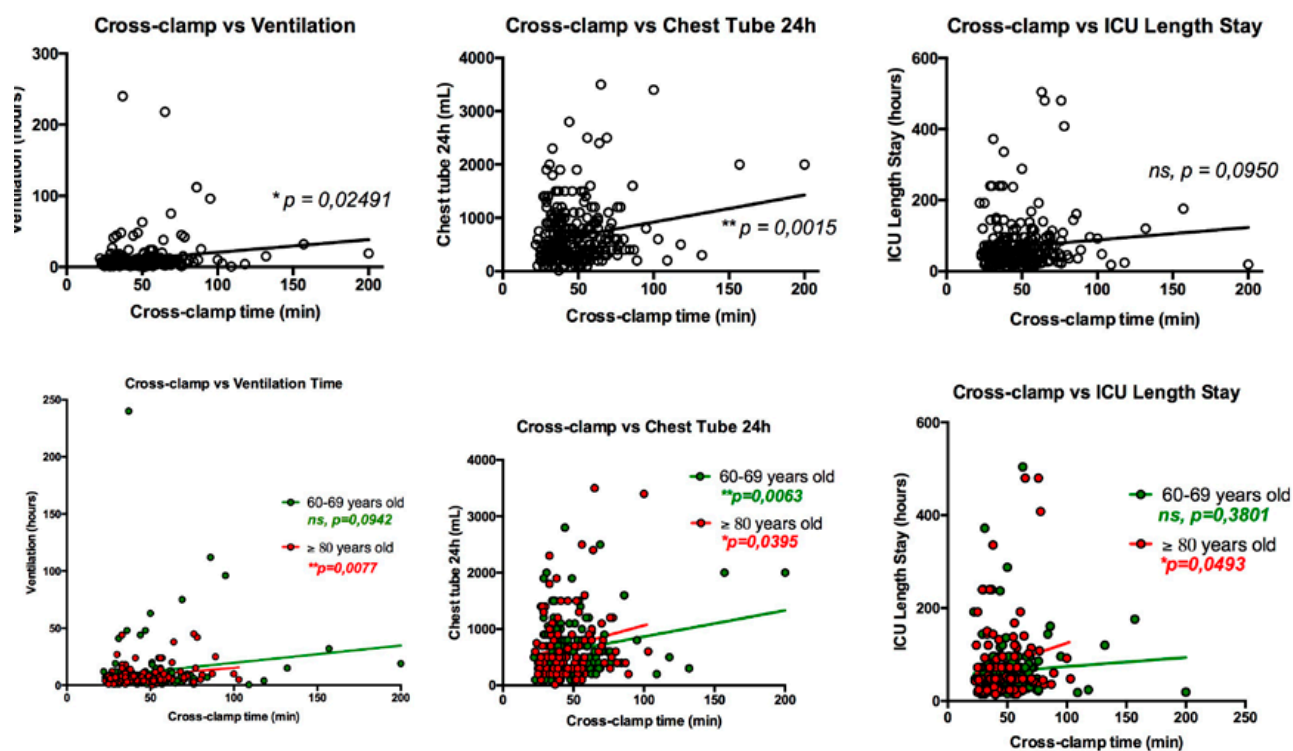 Cross-clamp vs Ventilation
300
200
100
0
(hours)
* p = 0,02491
0
50
100
150
200
Cross-clamp time (min)
Cross-clamp vs Chest Tube 24h
4000
3000
2000
1000
0
Chest tube 24h (mL)
** p = 0,0015
0
50
100
150
200
Cross-clamp time (min)
Cross-clamp vs ICU Length Stay
600
400
200
0
ICU Length Stay (hours)
ns, p = 0,0950
0
50
100
150
200
Cross-clamp time (min)
Cross-clamp vs Ventilation Time
250
200
150
100
50
0
Ventilation (hours)
60-69 years old
ns, p=0,0942
≥ 80 years old
**p=0,0077
0
50
100
150
200
Cross-clamp time (min)
Cross-clamp vs Chest Tube 24h
4000
3000
2000
1000
0
Chest tube 24h (mL)
60-69 years old
**p=0,0063
≥ 80 years old
*p=0,0395
0
50
100
150
200
Cross-clamp time (min)
Cross-clamp vs ICU Length Stay
600
400
200
0
ICU Length Stay (hours)
60-69 years old
ns, p=0,3801
≥ 80 years old
*p=0,0493
0
50
100
150
200
250
Cross-clamp time (min)